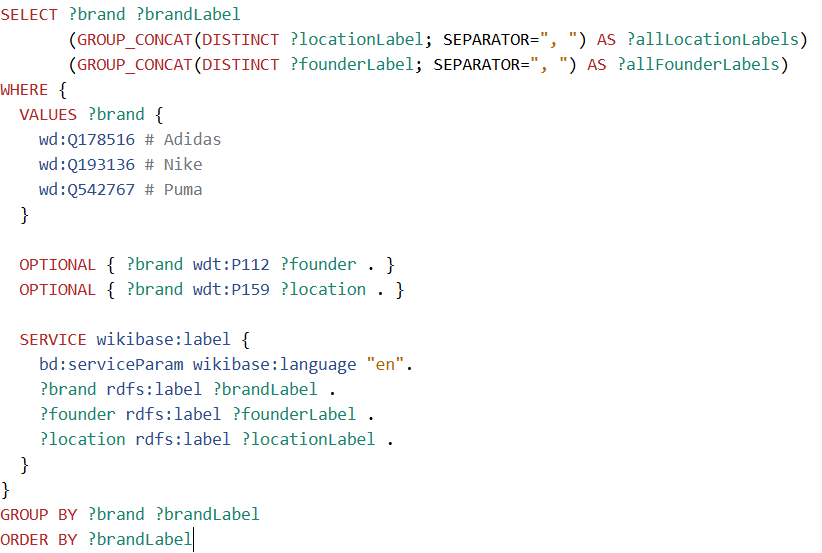 SELECT ?brand ?brandLabel
       (GROUP_CONCAT(DISTINCT ?locationLabel; SEPARATOR=", ") AS ?allLocationLabels)
       (GROUP_CONCAT(DISTINCT ?founderLabel; SEPARATOR=", ") AS ?allFounderLabels)
WHERE {
  VALUES ?brand {
    wd:Q178516 # Adidas
    wd:Q193136 # Nike
    wd:Q542767 # Puma
  }

  OPTIONAL { ?brand wdt:P112 ?founder . }
  OPTIONAL { ?brand wdt:P159 ?location . }

  SERVICE wikibase:label {
    bd:serviceParam wikibase:language "en".
    ?brand rdfs:label ?brandLabel .
    ?founder rdfs:label ?founderLabel .
    ?location rdfs:label ?locationLabel .
  }
}
GROUP BY ?brand ?brandLabel
ORDER BY ?brandLabel